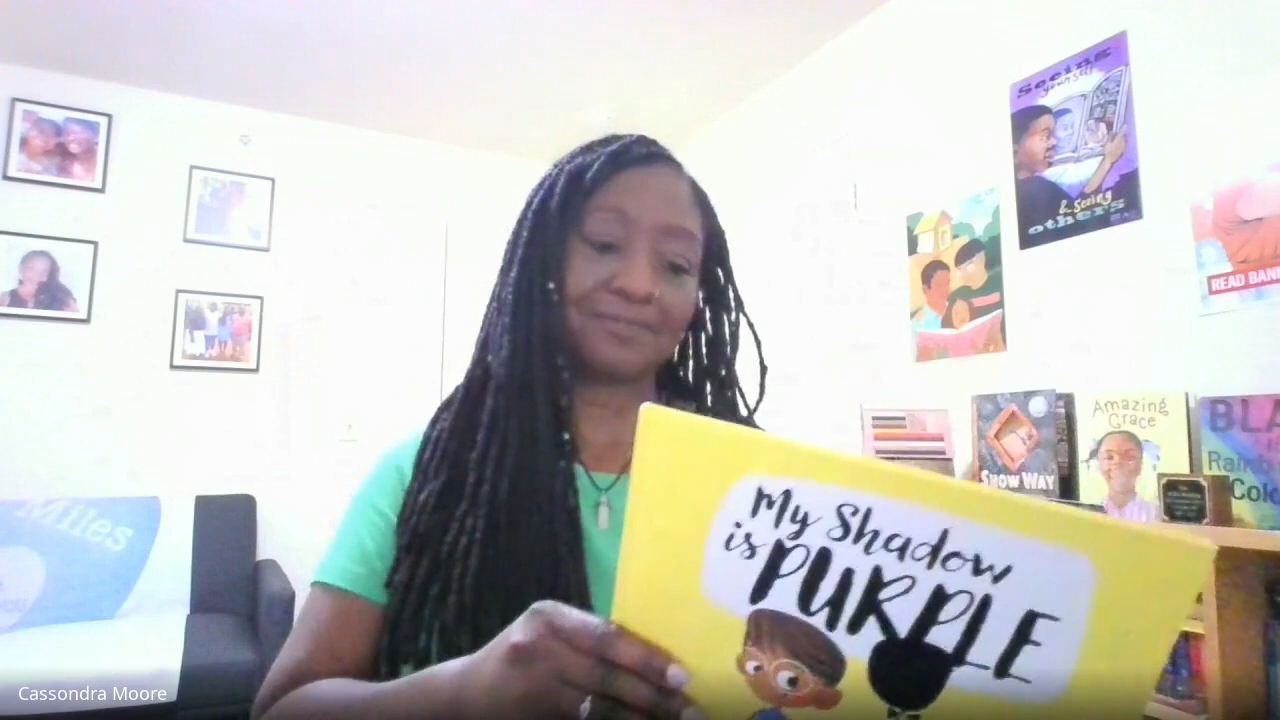 Seeing
yourself
& seeing
others
READ BAN
SHOW WAY
Amazing
Grace
BLA
Rainb
Colo
Miles
My Shadow
is PURPLE
Cassondra Moore